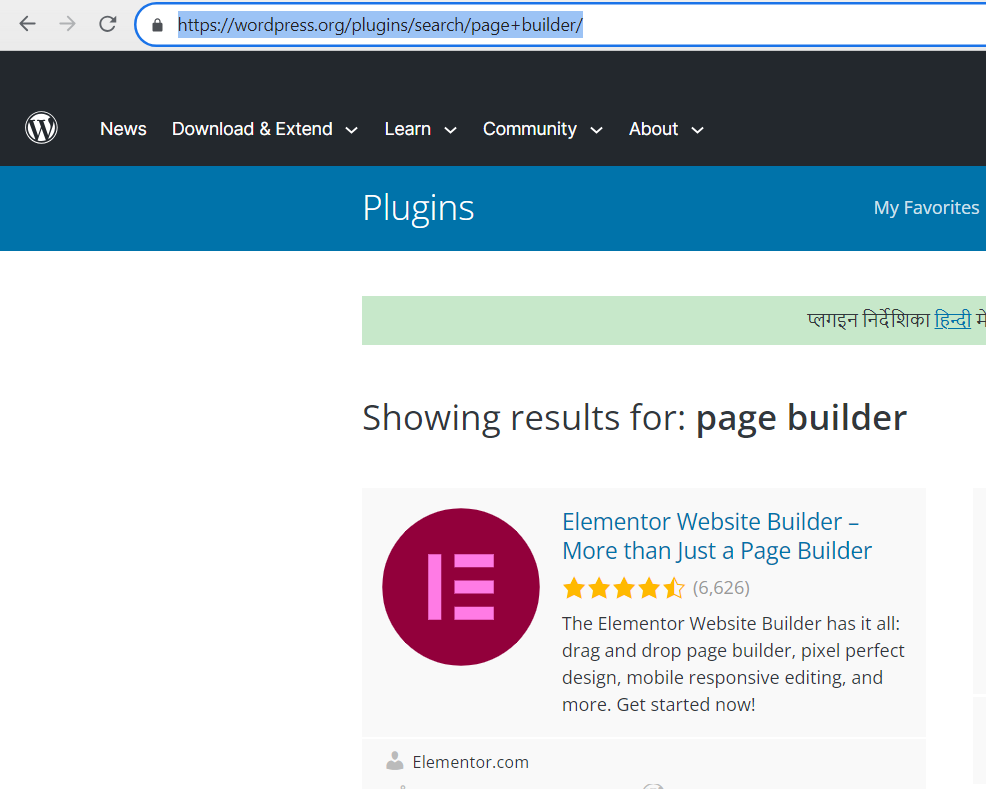 https://wordpress.org/plugins/search/page+builder/
News Download & Extend Learn Community About
Plugins My Favorites
प्लगइन निर्देशिका हिन्दी में
Showing results for: page builder
Elementor Website Builder –
More than Just a Page Builder
(6,626)
The Elementor Website Builder has it all:
drag and drop page builder, pixel perfect
design, mobile responsive editing, and
more. Get started now!
Elementor.com